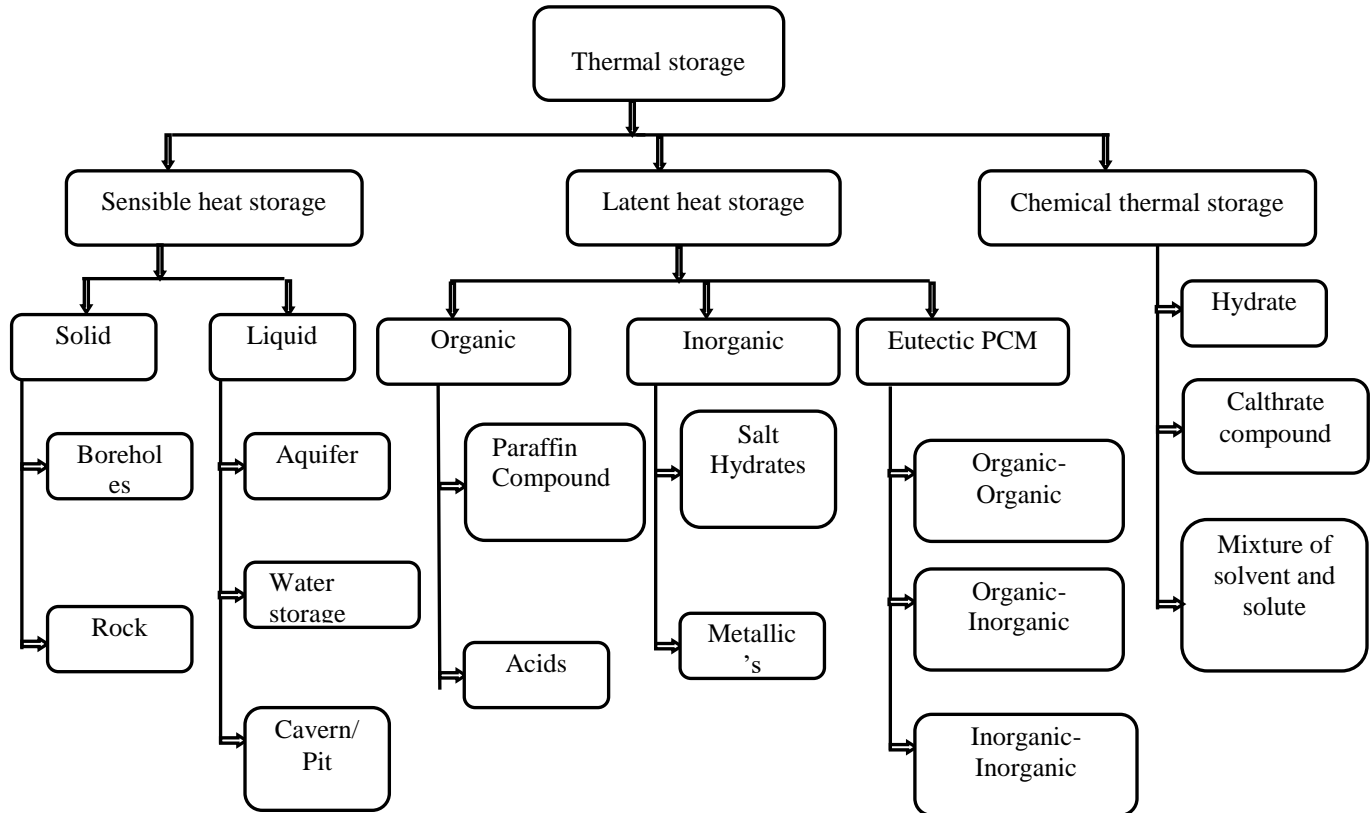 Thermal storage
Sensible heat storage
Latent heat storage
Chemical thermal storage
Solid
Liquid
Organic
Inorganic
Eutectic PCM
Hydrate
Borehol
es
Aquifer
Paraffin
Compound
Salt
Hydrates
Organic-
Organic
Calthrate
compound
Rock
Water
storage
Acids
Metallic
’s
Organic-
Inorganic
Mixture of
solvent and
solute
Cavern/
Pit
Inorganic-
Inorganic